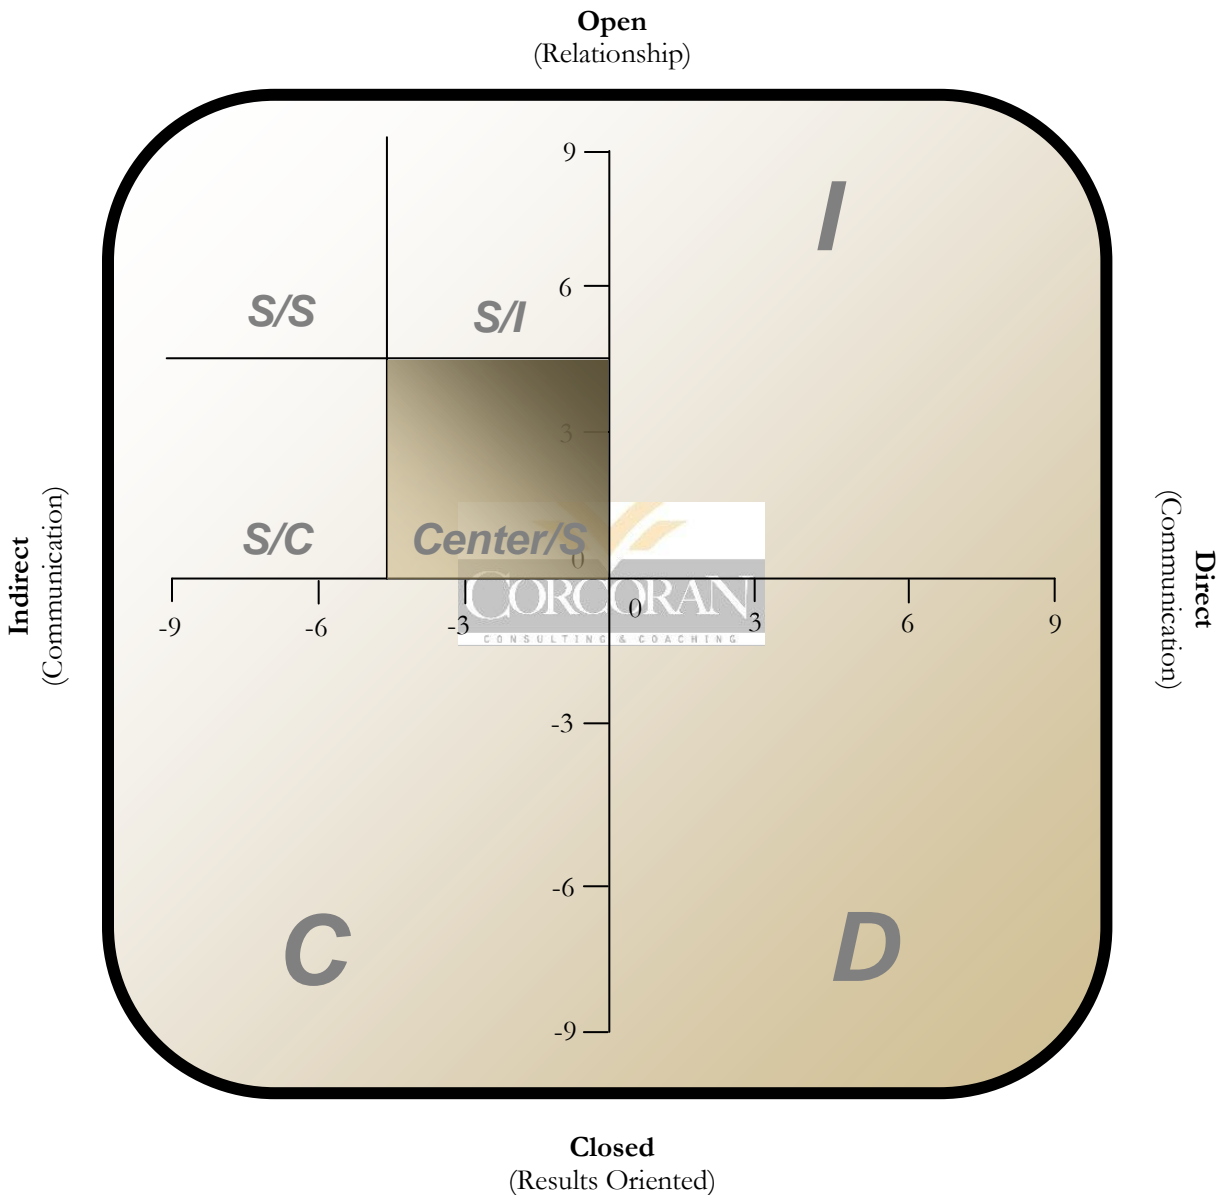 Open
(Relationship)
9
I
6
S/S
S/I
3
S/C
Center/S
0
CORCORAN
CONSULTING & COACHING
-9
-6
-3
0
3
6
9
Indirect
(Communication)
Direct
(Communication)
-3
-6
C
D
-9
Closed
(Results Oriented)